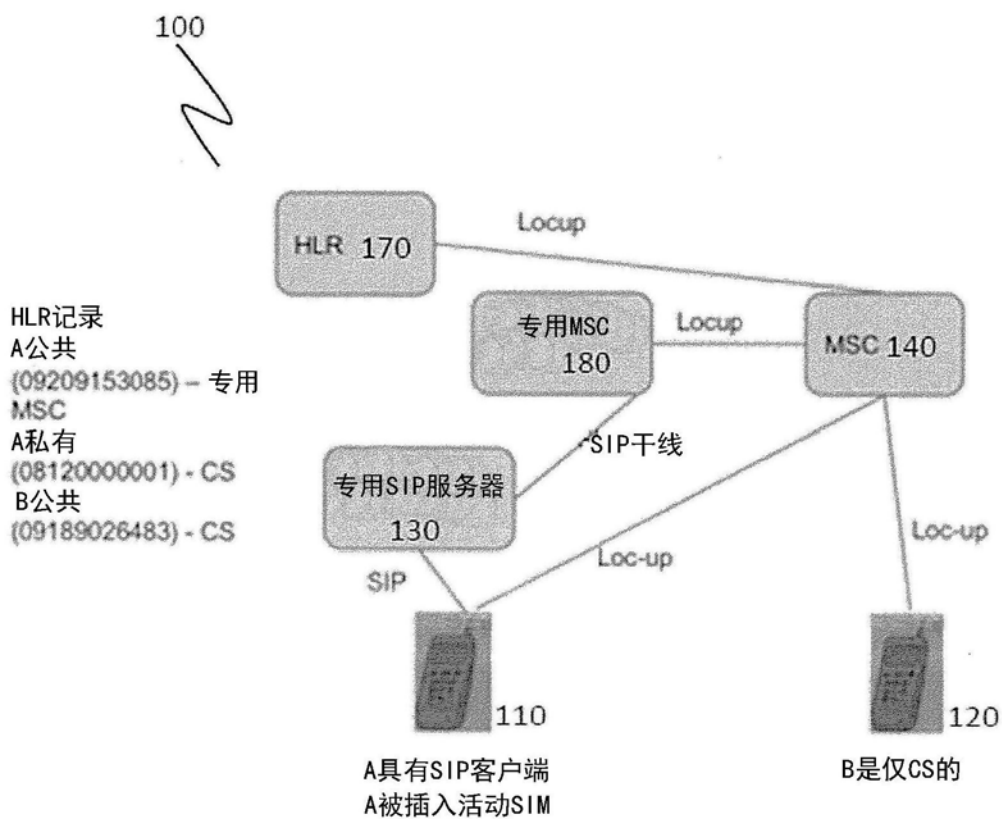 100
Locup
HLR 170
专用MSC
180
Locup
MSC 140
HLR记录
A公共
(09209153085) – 专用
MSC
A私有
(08120000001) - CS
B公共
(09189026483) - CS
SIP干线
专用SIP服务器
130
SIP
Loc-up
Loc-up
110
120
A具有SIP客户端
A被插入活动SIM
B是仅CS的